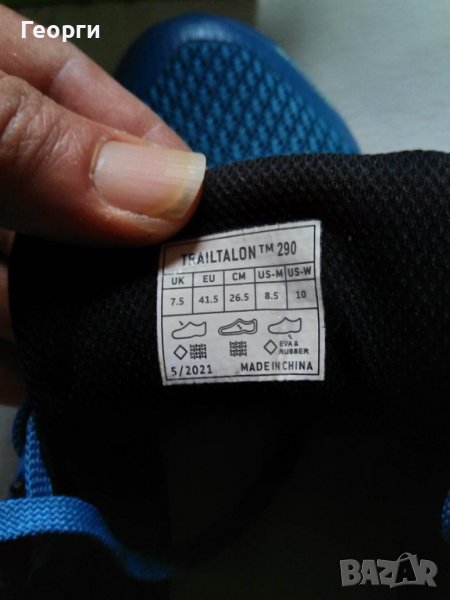 Георги
TRAILTALON™ 290
UK EU CM US-M US-W
7.5 41.5 26.5 8.5 10
EVA &
RUBBER
5/2021 MADE IN CHINA
BAZAR